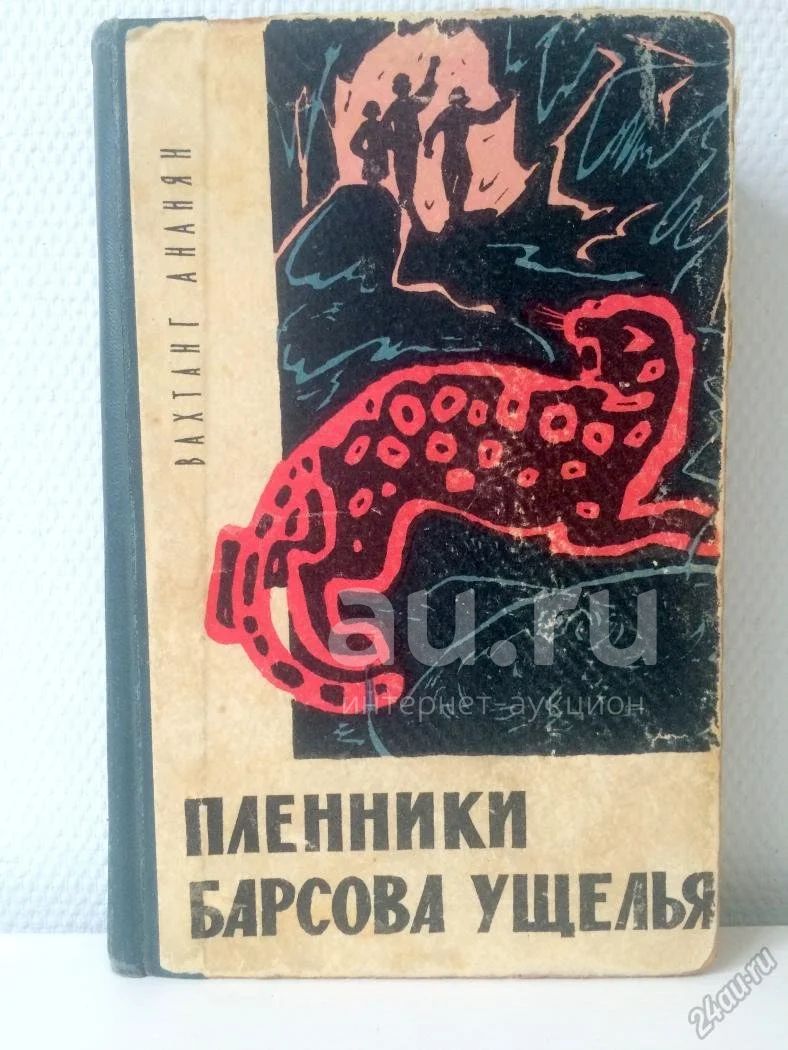 ВАХТАНГ АНАНЯН
au.ru
интернет-аукцион
ПЛЕННИКИ
БАРСОВА УЩЕЛЬЯ
24au.ru